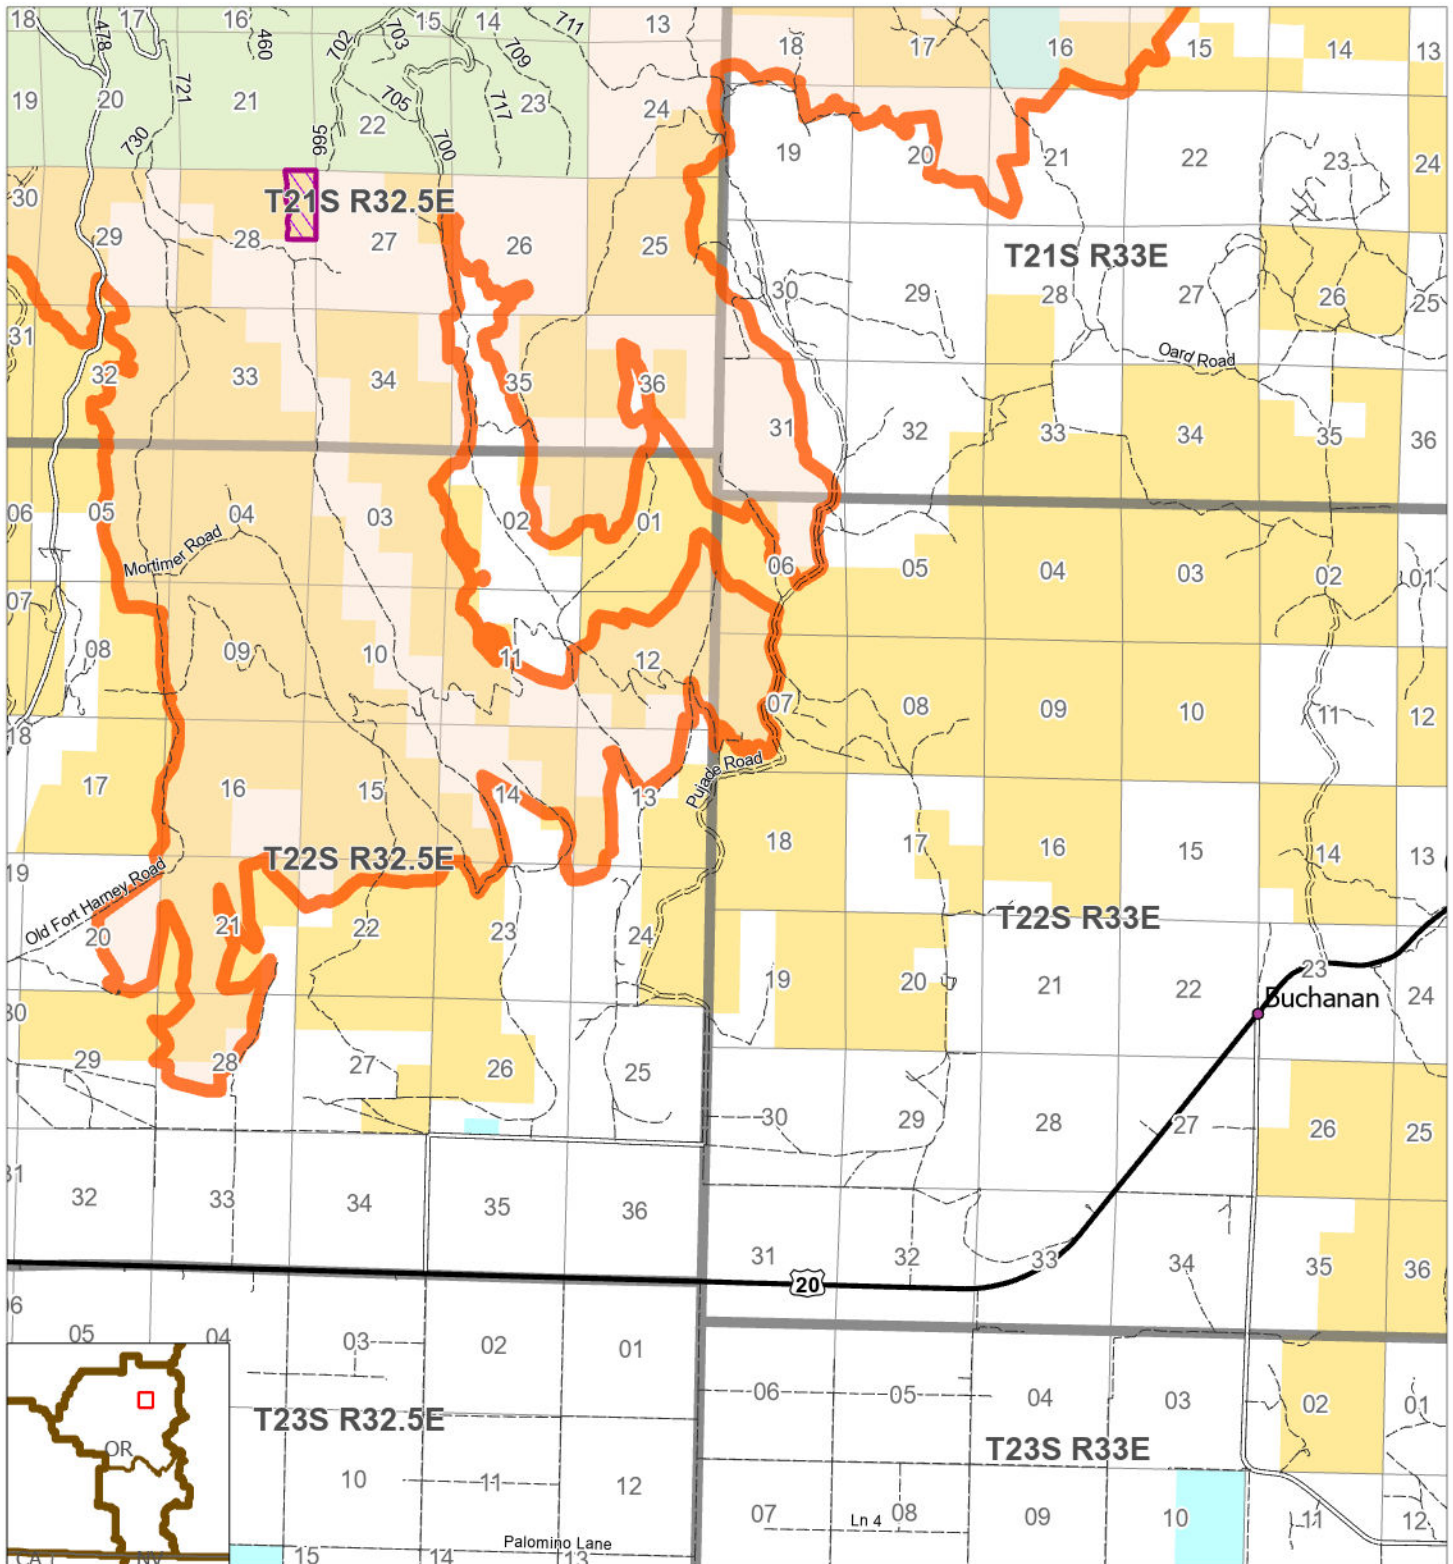 18 17 16 15 14 711 13
478 460 702 703 709
18 17 16 15 14 13
19 20 721 21 705 717 23 24
730 995 22 700
19 20 21 22 23 24
30 T21S R32.5E
29 28 27 26 25
T21S R33E
30 29 28 27 26 25
31 32 33 34 35 36
Oard Road
31 32 33 34 35 36
06 05 04 03 02 01
Mortimer Road
06 05 04 03 02 01
07 08 09 10 11 12
07 08 09 10 11 12
18 17 16 15 14 13
Pujade Road
18 17 16 15 14 13
19 T22S R32.5E
Old Fort Harney Road
20 21 22 23 24
T22S R33E
19 20 21 22 23 24
Buchanan
30 29 28 27 26 25
30 29 28 27 26 25
31 32 33 34 35 36
31 32 33 34 35 36
20
06 05 04 03 02 01
06 05 04 03 02 01
T23S R32.5E
T23S R33E
OR
10 11 12
07 08 09 10 11 12
Ln 4
Palomino Lane
CA NV 15 14 13